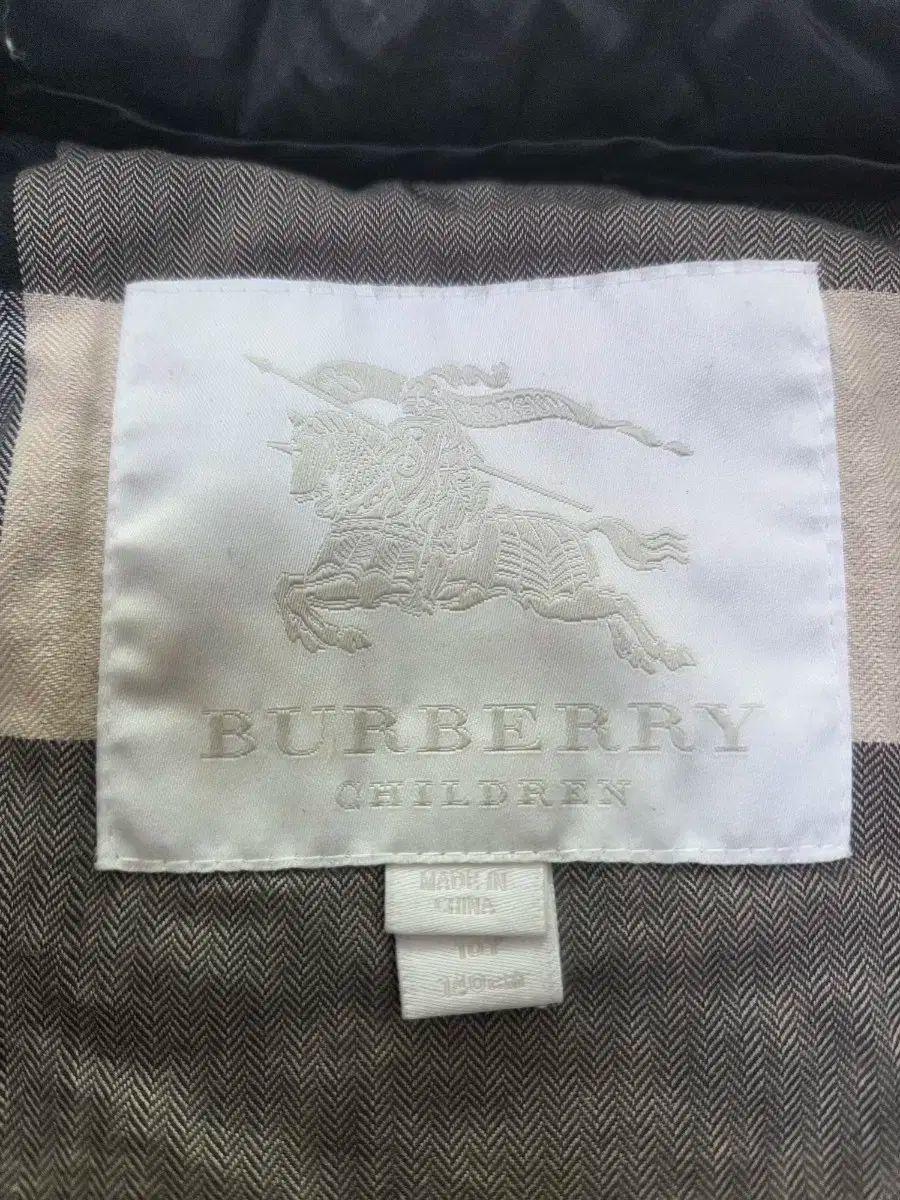 BURBERRY
CHILDREN
MADE IN
CHINA
10Y
140cm